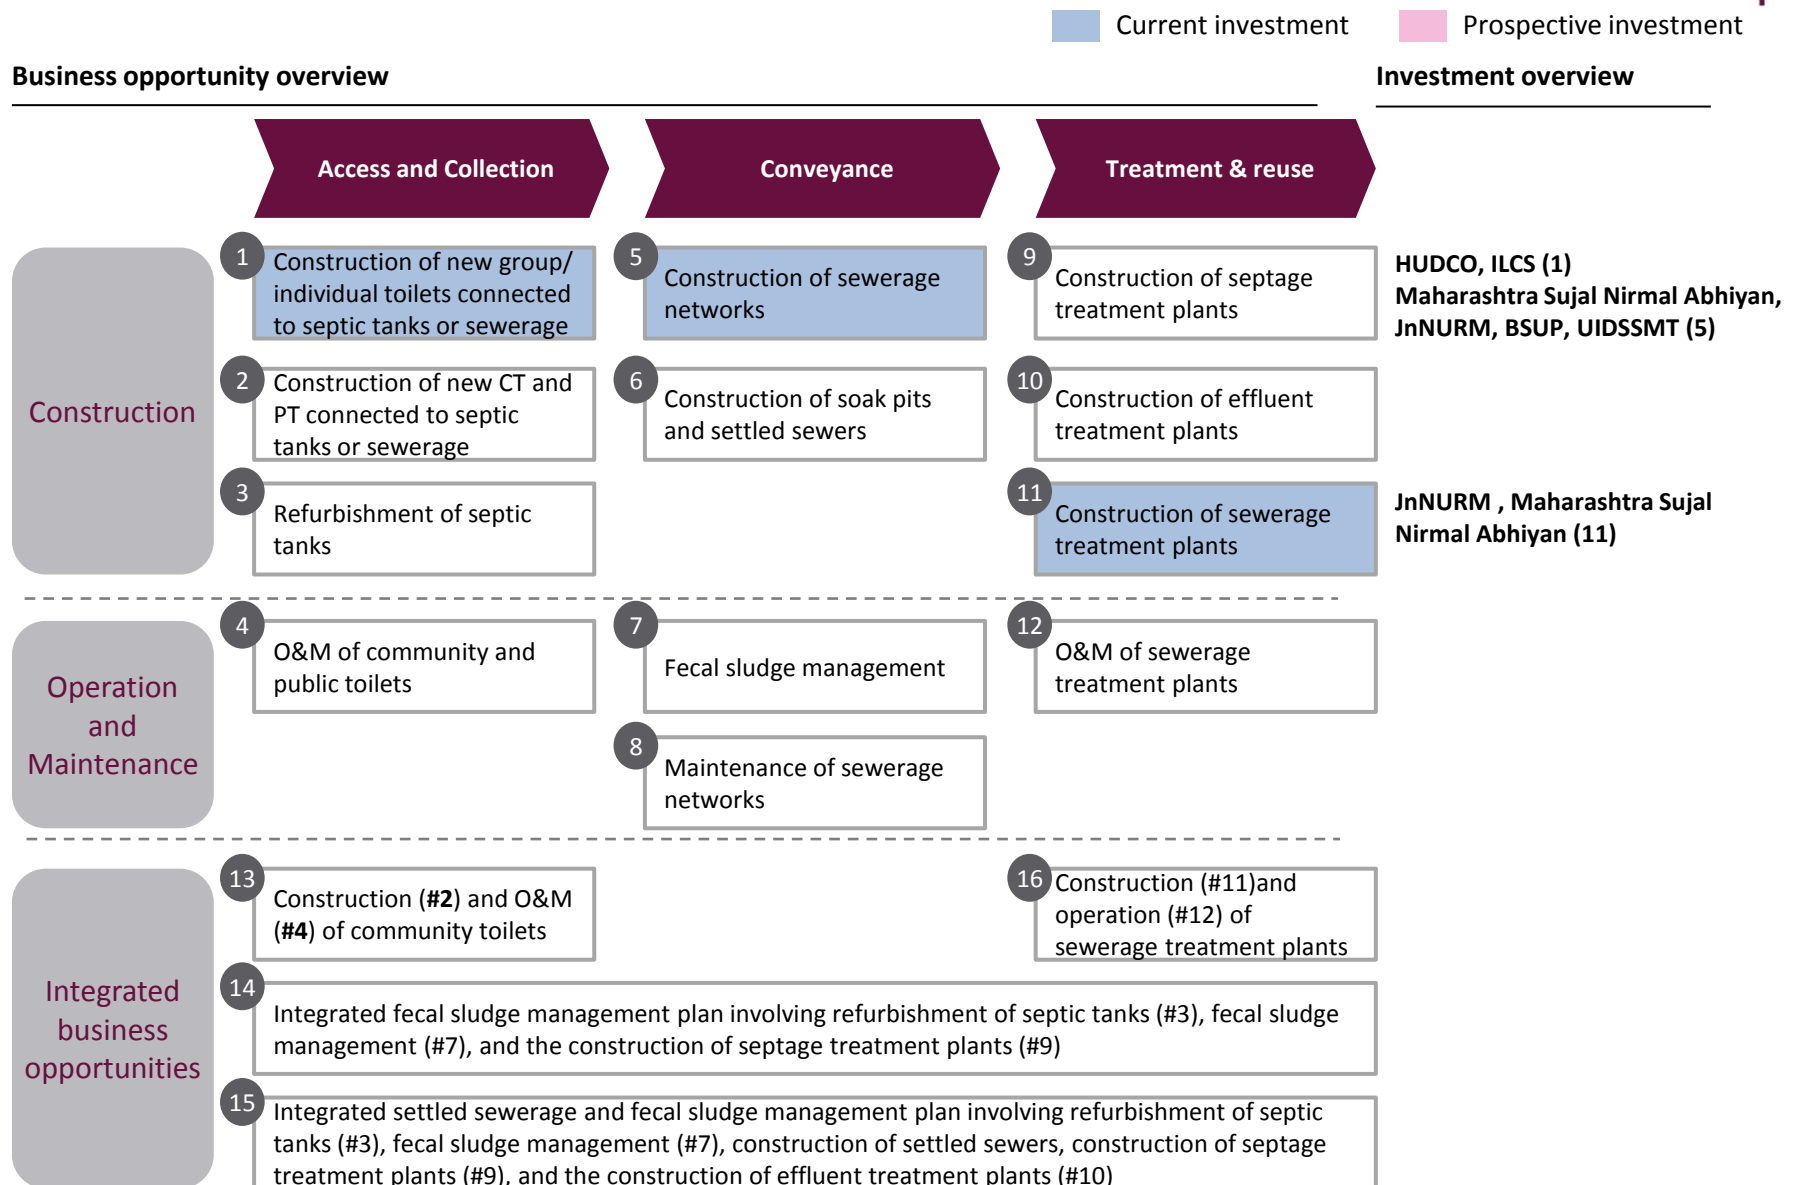 Current investment
Prospective investment
Business opportunity overview
Investment overview
Access and Collection
Conveyance
Treatment & reuse
Construction
1
Construction of new group/
individual toilets connected
to septic tanks or sewerage
5
Construction of sewerage
networks
9
Construction of septage
treatment plants
HUDCO, ILCS (1)
Maharashtra Sujal Nirmal Abhiyan,
JnNURM, BSUP, UIDSSMT (5)
2
Construction of new CT and
PT connected to septic
tanks or sewerage
6
Construction of soak pits
and settled sewers
10
Construction of effluent
treatment plants
3
Refurbishment of septic
tanks
11
Construction of sewerage
treatment plants
JnNURM , Maharashtra Sujal
Nirmal Abhiyan (11)
Operation
and
Maintenance
4
O&M of community and
public toilets
7
Fecal sludge management
12
O&M of sewerage
treatment plants
8
Maintenance of sewerage
networks
Integrated
business
opportunities
13
Construction (#2) and O&M
(#4) of community toilets
16
Construction (#11)and
operation (#12) of
sewerage treatment plants
14
Integrated fecal sludge management plan involving refurbishment of septic tanks (#3), fecal sludge
management (#7), and the construction of septage treatment plants (#9)
15
Integrated settled sewerage and fecal sludge management plan involving refurbishment of septic
tanks (#3), fecal sludge management (#7), construction of settled sewers, construction of septage
treatment plants (#9), and the construction of effluent treatment plants (#10)